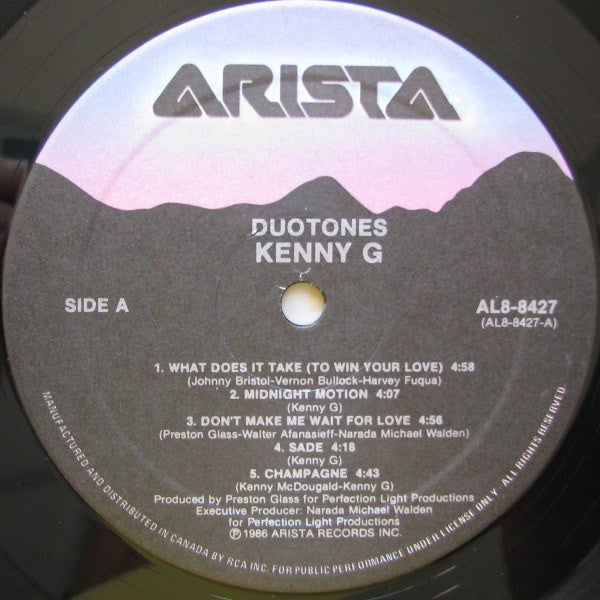 ARISTA
DUOTONES
KENNY G
SIDE A
AL8-8427
(AL8-8427-A)
1. WHAT DOES IT TAKE (TO WIN YOUR LOVE) 4:58
(Johnny Bristol-Vernon Bullock-Harvey Fuqua)
2. MIDNIGHT MOTION 4:07
(Kenny G)
3. DON'T MAKE ME WAIT FOR LOVE 4:56
(Preston Glass-Walter Afanasieff-Narada Michael Walden)
4. SADE 4:18
(Kenny G)
5. CHAMPAGNE 4:43
(Kenny McDougald-Kenny G)
Produced by Preston Glass for Perfection Light Productions
Executive Producer: Narada Michael Walden
for Perfection Light Productions
Ⓟ 1986 ARISTA RECORDS INC.
MANUFACTURED AND DISTRIBUTED IN CANADA BY RCA INC. FOR PUBLIC PERFORMANCE UNDER LICENSE ONLY. ALL RIGHTS RESERVED.